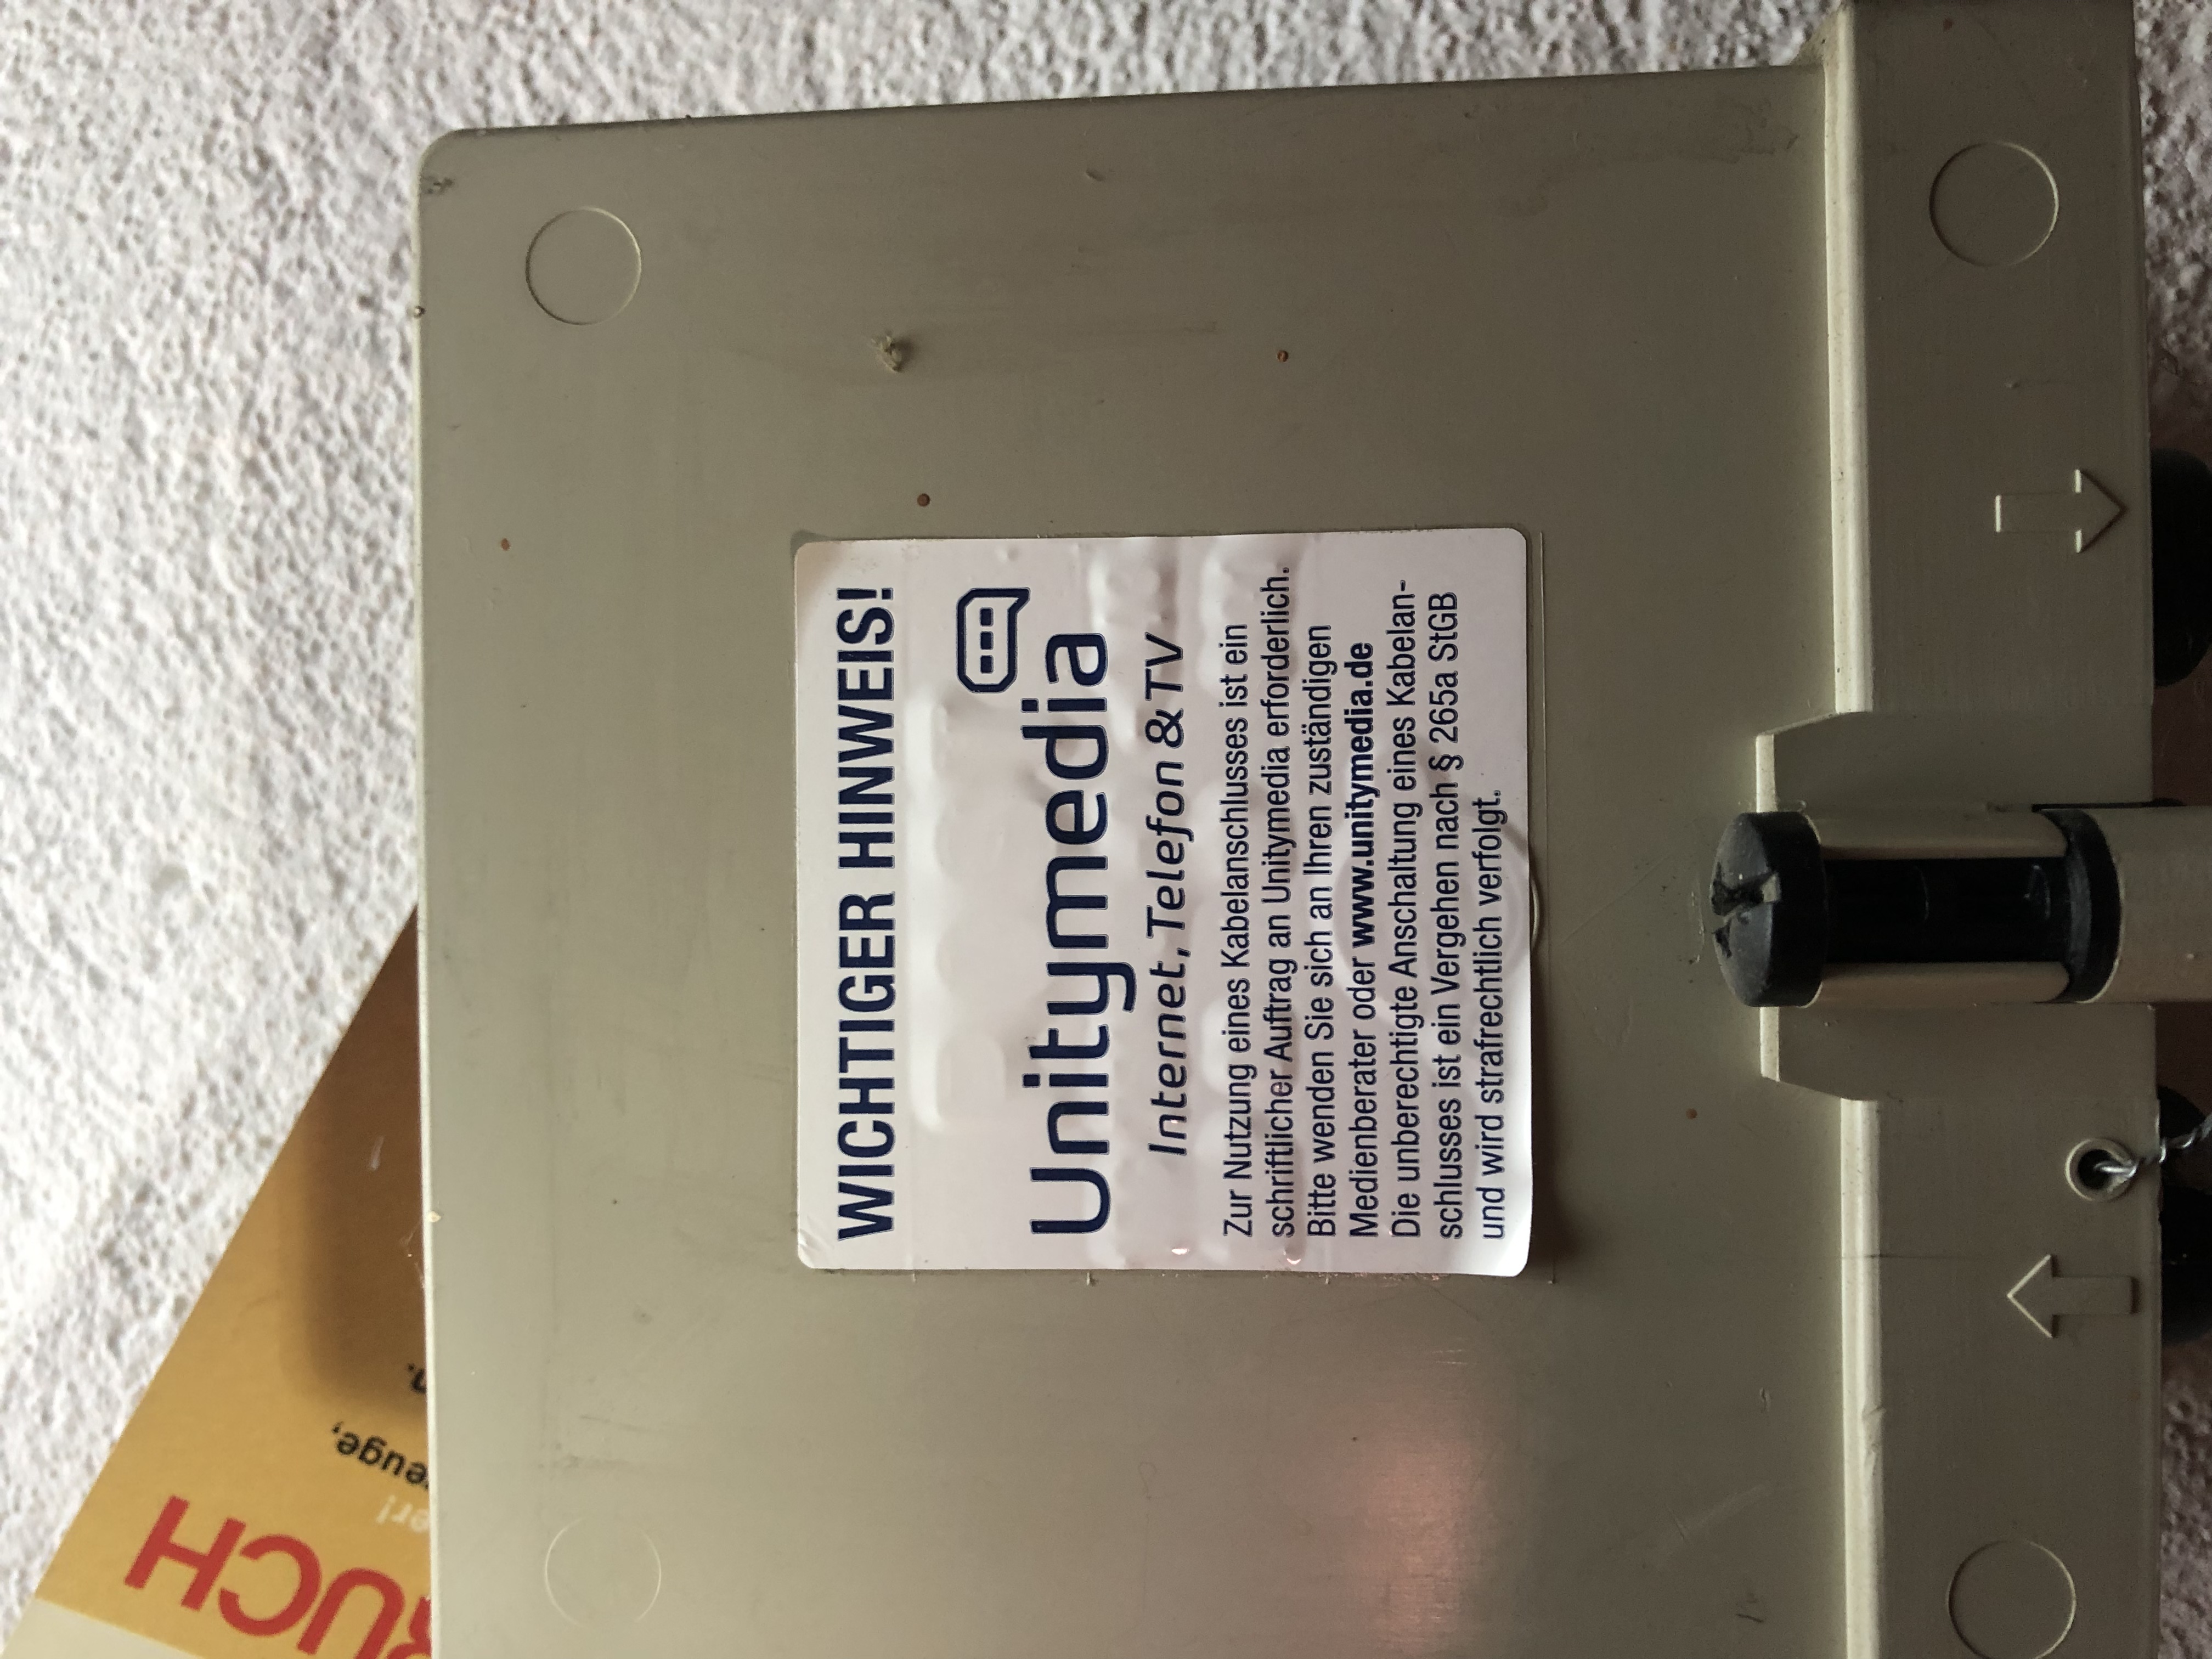 WICHTIGER HINWEIS!
Unitymedia
Internet, Telefon & TV
Zur Nutzung eines Kabelanschlusses ist ein
schriftlicher Auftrag an Unitymedia erforderlich.
Bitte wenden Sie sich an Ihren zuständigen
Medienberater oder www.unitymedia.de
Die unberechtigte Anschaltung eines Kabelan-
schlusses ist ein Vergehen nach § 265a StGB
und wird strafrechtlich verfolgt.